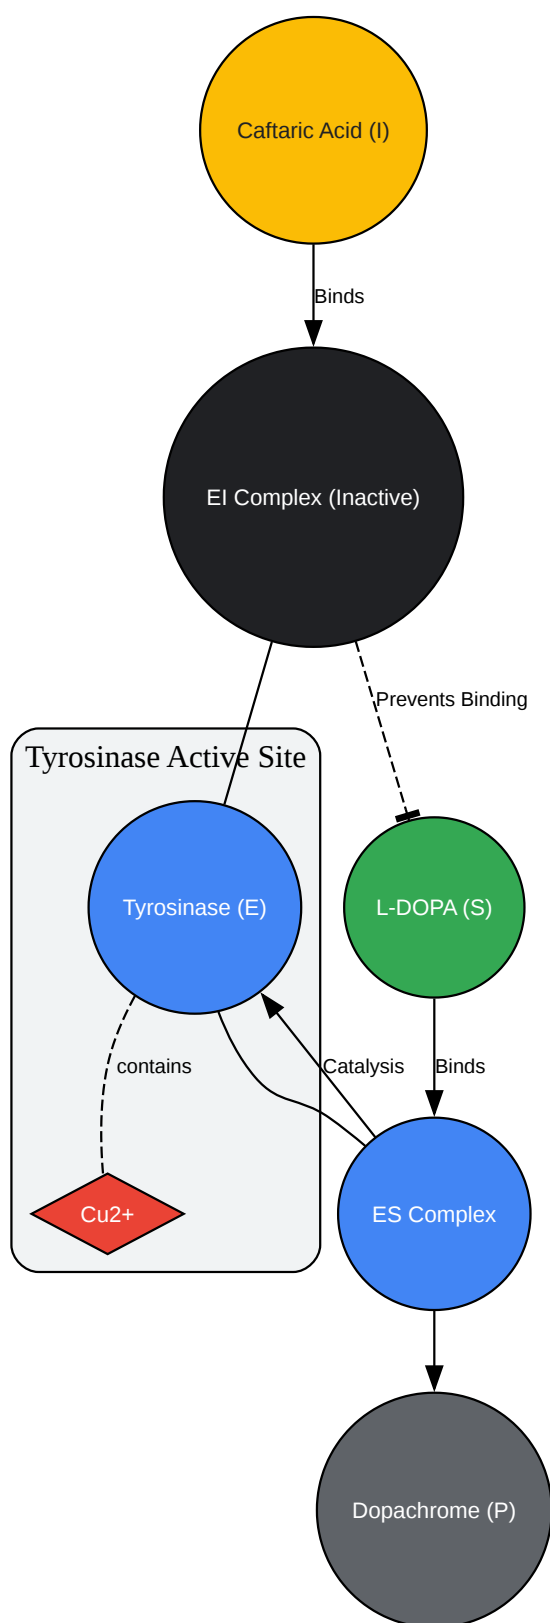 Caftaric Acid (I)
Binds
EI Complex (Inactive)
Prevents Binding
Tyrosinase Active Site
Tyrosinase (E)
L-DOPA (S)
contains
Catalysis
Binds
Cu2+
ES Complex
Dopachrome (P)